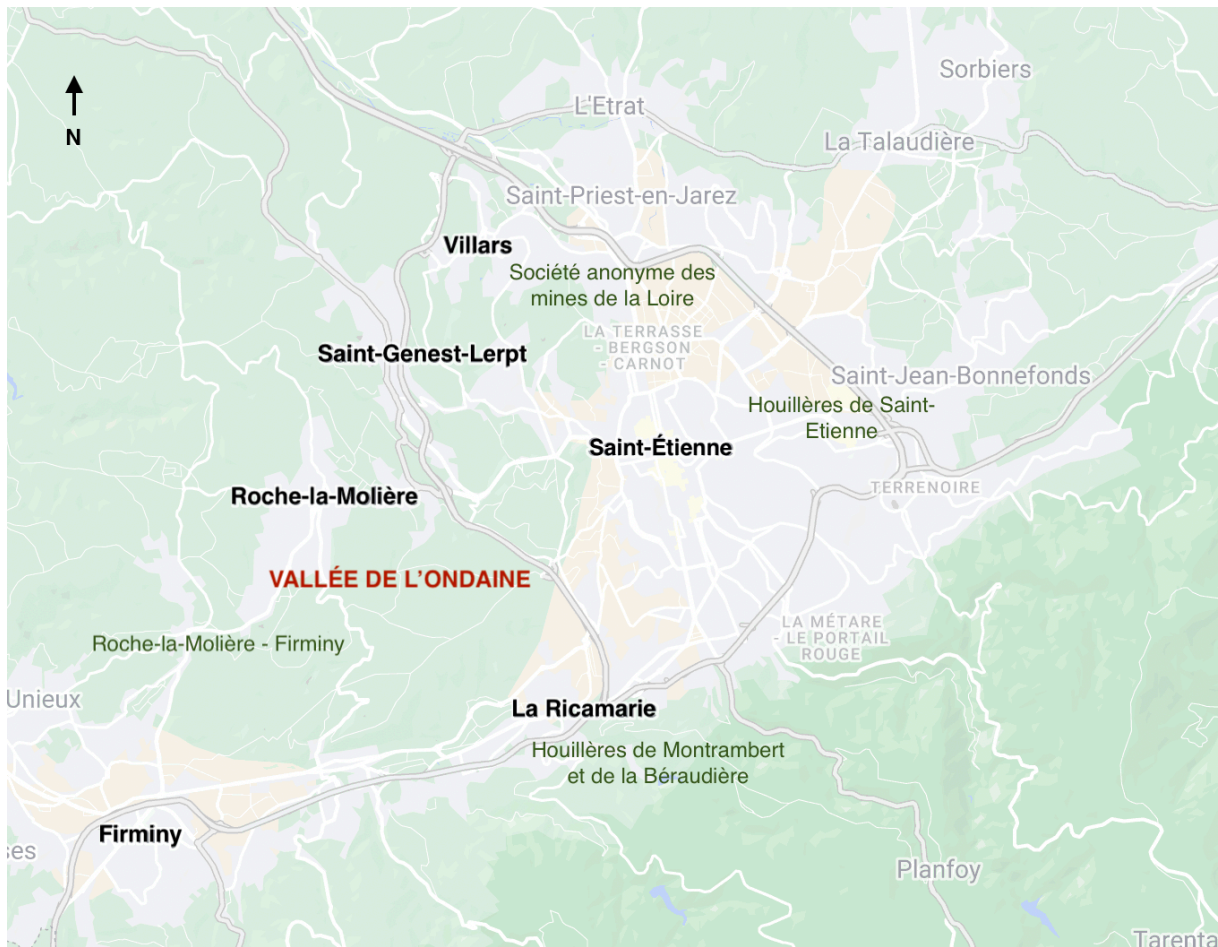 Sorbiers
L'Etrat
N
La Talaudière
Saint-Priest-en-Jarez
Villars
Société anonyme des
mines de la Loire
LA TERRASSE
- BERGSON
- CARNOT
Saint-Genest-Lerpt
Saint-Jean-Bonnefonds
Houillères de Saint-
Etienne
Saint-Étienne
TERRENOIRE
Roche-la-Molière
VALLÉE DE L'ONDAINE
LA MÉTARE
- LE PORTAIL
ROUGE
Roche-la-Molière - Firminy
Unieux
La Ricamarie
Houillères de Montrambert
et de la Béraudière
Firminy
ses
Planfoy
Tarenta